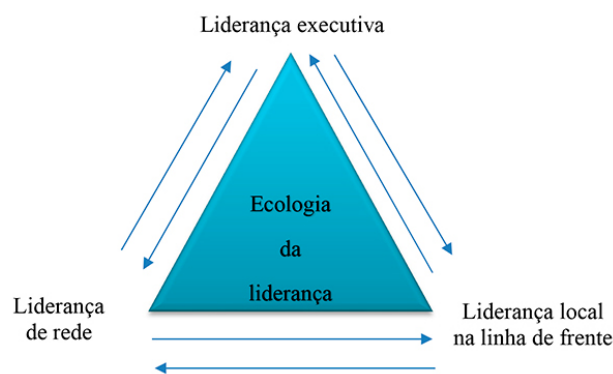 Liderança executiva
Ecologia
da
liderança
Liderança
de rede
Liderança local
na linha de frente